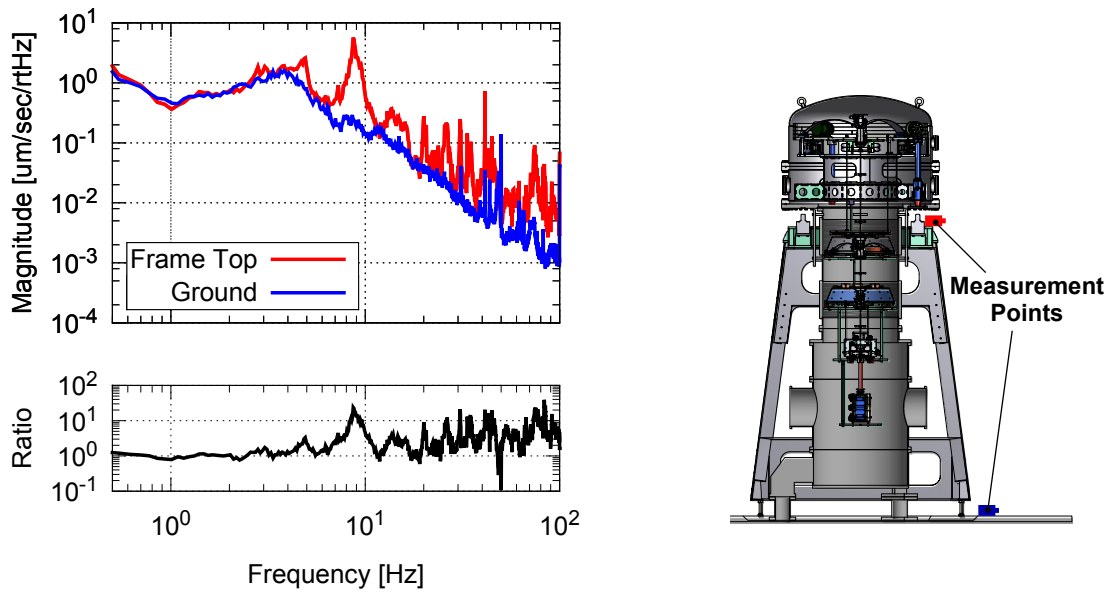 Magnitude [um/sec/rtHz]
10^1
10^0
10^-1
10^-2
10^-3
10^-4
Frame Top
Ground
Ratio
10^2
10^1
10^0
10^-1
10^0
10^1
10^2
Frequency [Hz]
Measurement
Points